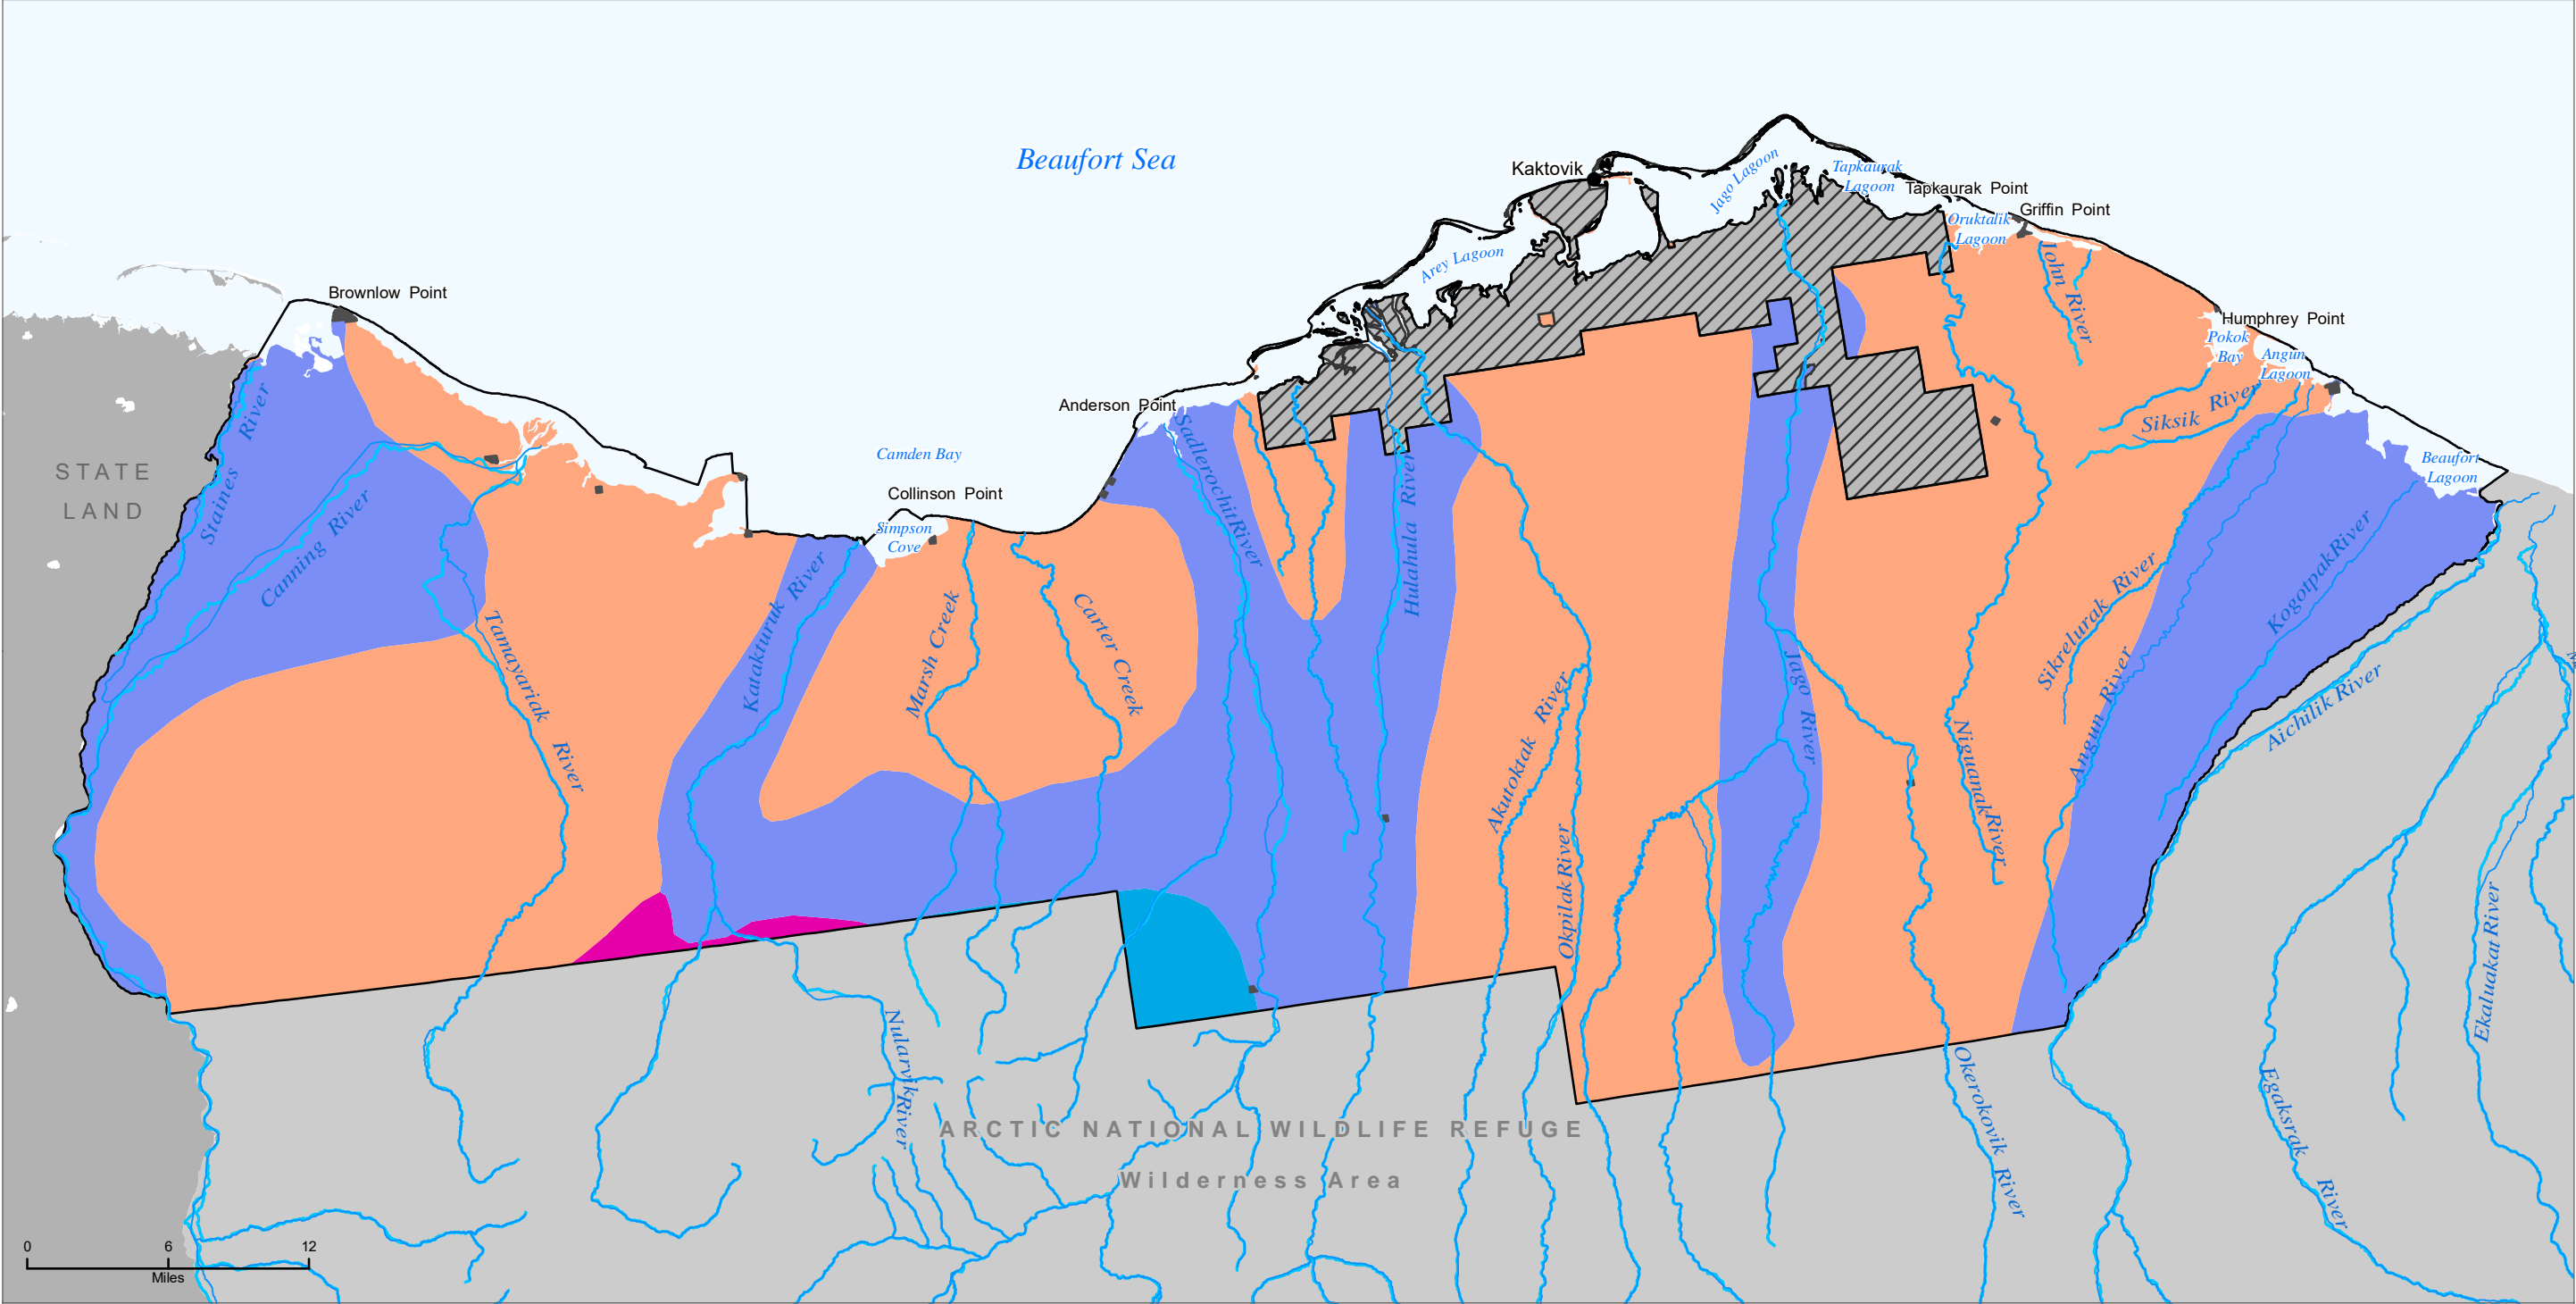 Beaufort Sea
Kaktovik
Jago Lagoon
Tapkaurak
Lagoon
Tapkaurak Point
Griffin Point
Oruktalik
Lagoon
Arey Lagoon
John River
Brownlow Point
Humphrey Point
Pokok
Bay
Angun
Lagoon
Anderson Point
Siksik River
Camden Bay
Collinson Point
Simpson
Cove
Beaufort
Lagoon
STATE
LAND
Staines River
Canning River
Tamayariak River
Katakturuk River
Marsh Creek
Carter Creek
Sadlerochit River
Hulahula River
Akutoktak River
Okpilak River
Jago River
Niguanak River
Sikrelurak River
Angun River
Kogotpak River
Aichilik River
Nularvik River
Okerokovik River
Egaksrak River
Ekaluakat River
ARCTIC NATIONAL WILDLIFE REFUGE
Wilderness Area
0 6 12
Miles